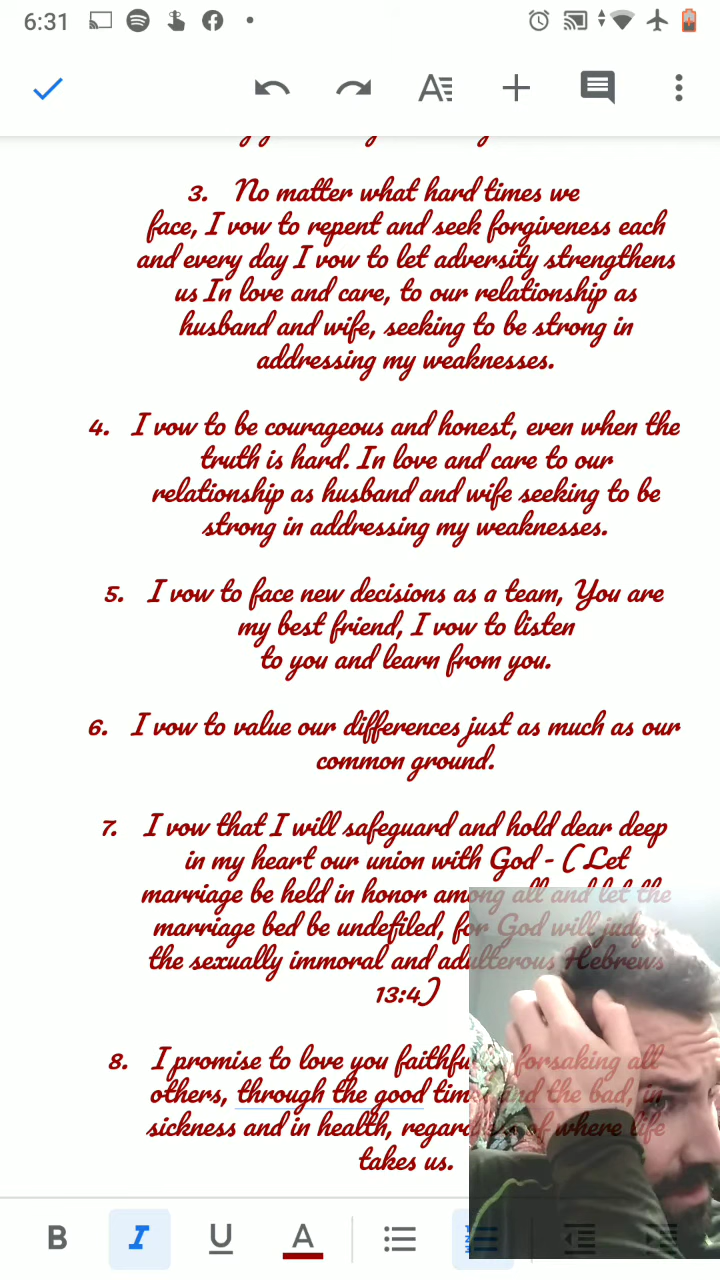 6:31
3. No matter what hard times we
face, I vow to repent and seek forgiveness each
and every day I vow to let adversity strengthens
us In love and care, to our relationship as
husband and wife, seeking to be strong in
addressing my weaknesses.
4. I vow to be courageous and honest, even when the
truth is hard. In love and care to our
relationship as husband and wife seeking to be
strong in addressing my weaknesses.
5. I vow to face new decisions as a team, You are
my best friend, I vow to listen
to you and learn from you.
6. I vow to value our differences just as much as our
common ground.
7. I vow that I will safeguard and hold dear deep
in my heart our union with God - ( Let
marriage be held in honor among all and let the
marriage bed be undefiled, for God will judge
the sexually immoral and adulterous Hebrews
13:4)
8. I promise to love you faithfully forsaking all
others, through the good times and the bad, in
sickness and in health, regardless of where life
takes us.
B I U A